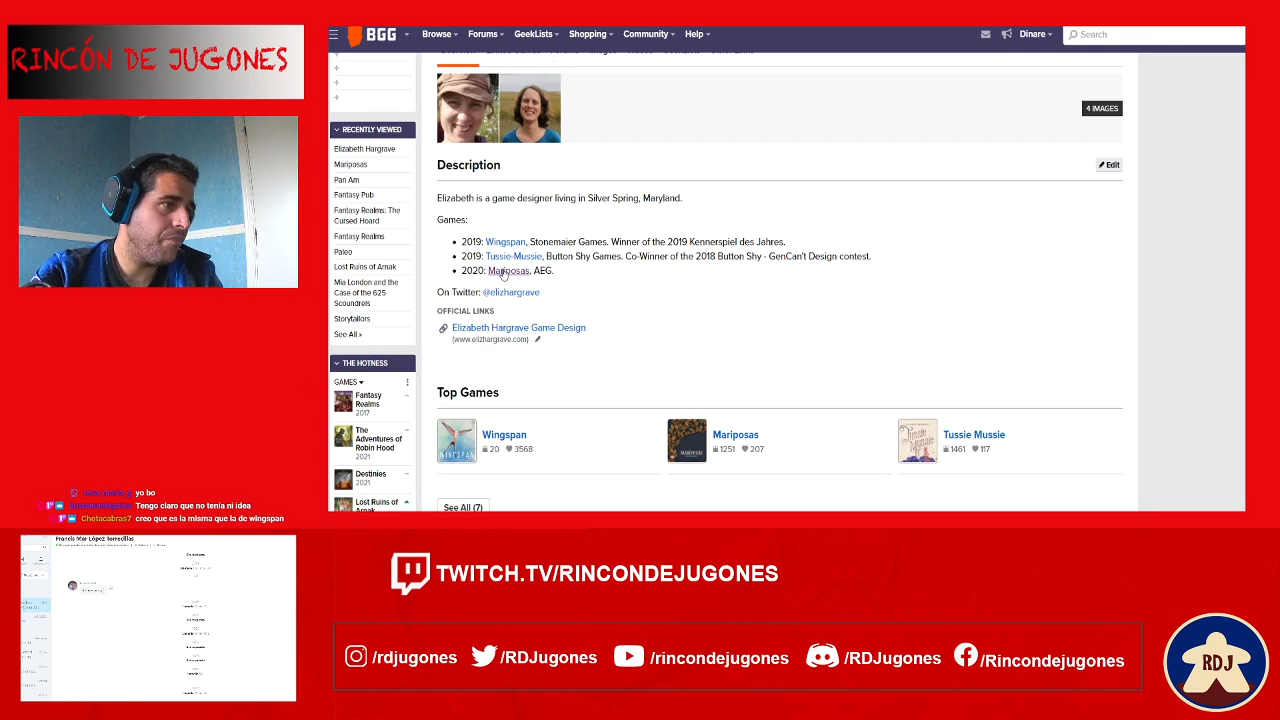 RINCÓN DE JUGONES
BGG
Browse
Forums
GeekLists
Shopping
Community
Help
Dinare
Search
4 IMAGES
RECENTLY VIEWED
Elizabeth Hargrave
Mariposas
Pan Am
Fantasy Pub
Fantasy Realms: The
Cursed Hoard
Fantasy Realms
Paleo
Lost Ruins of Arnak
Mia London and the
Case of the 625
Scoundrels
Storytailors
See All »
THE HOTNESS
GAMES
Fantasy
Realms
2017
The
Adventures of
Robin Hood
2021
Destinies
2021
Lost Ruins of
Arnak
Description
Edit
Elizabeth is a game designer living in Silver Spring, Maryland.
Games:
• 2019: Wingspan, Stonemaier Games. Winner of the 2019 Kennerspiel des Jahres.
• 2019: Tussie-Mussie, Button Shy Games. Co-Winner of the 2018 Button Shy - GenCan't Design contest.
• 2020: Mariposas, AEG.
On Twitter: @elizhargrave
OFFICIAL LINKS
Elizabeth Hargrave Game Design
(www.elizhargrave.com)
Top Games
Wingspan
20 3568
Mariposas
1251 207
Tussie Mussie
1461 117
See All (7)
yo bo
Tengo claro que no tenía ni idea
Chotacabras7 creo que es la misma que la de wingspan
Francis Mar López Torrecillas
TWITCH.TV/RINCONDEJUGONES
/rdjugones
/RDJugones
/rincondejugones
/RDJugones
/Rincondejugones
RDJ